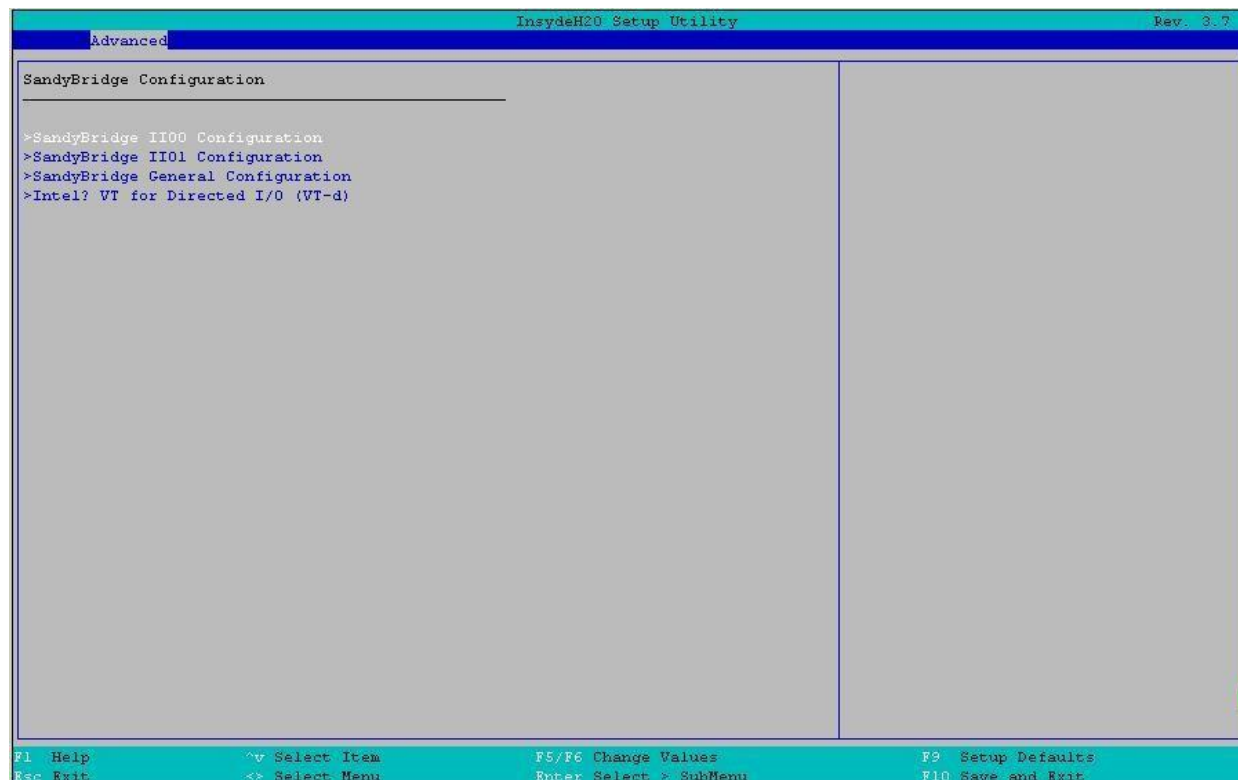 InsydeH20 Setup Utility Rev. 3.7
Advanced
SandyBridge Configuration
>SandyBridge II00 Configuration
>SandyBridge II01 Configuration
>SandyBridge General Configuration
>Intel? VT for Directed I/O (VT-d)
F1 Help ^v Select Item F5/F6 Change Values F9 Setup Defaults
Esc Exit <> Select Menu Enter Select > SubMenu F10 Save and Exit